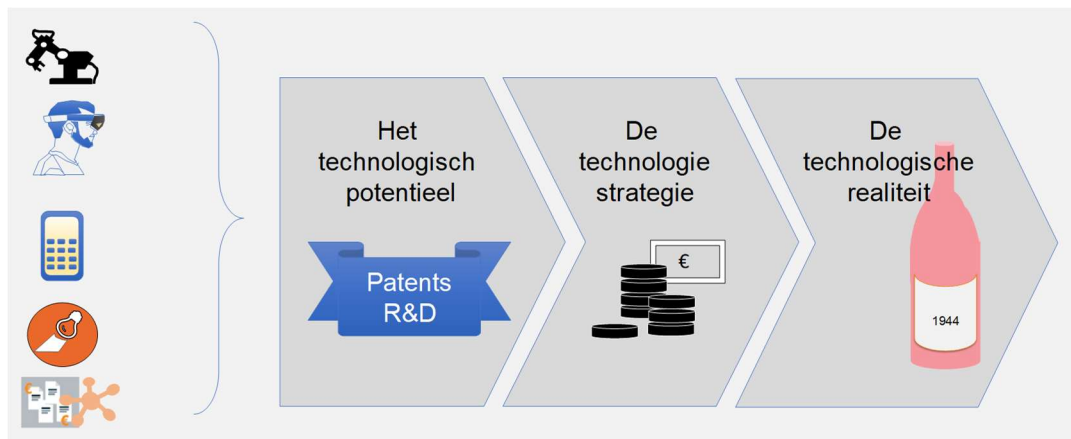 Het
technologisch
potentieel
Patents
R&D
De
technologie
strategie
€
De
technologische
realiteit
1944